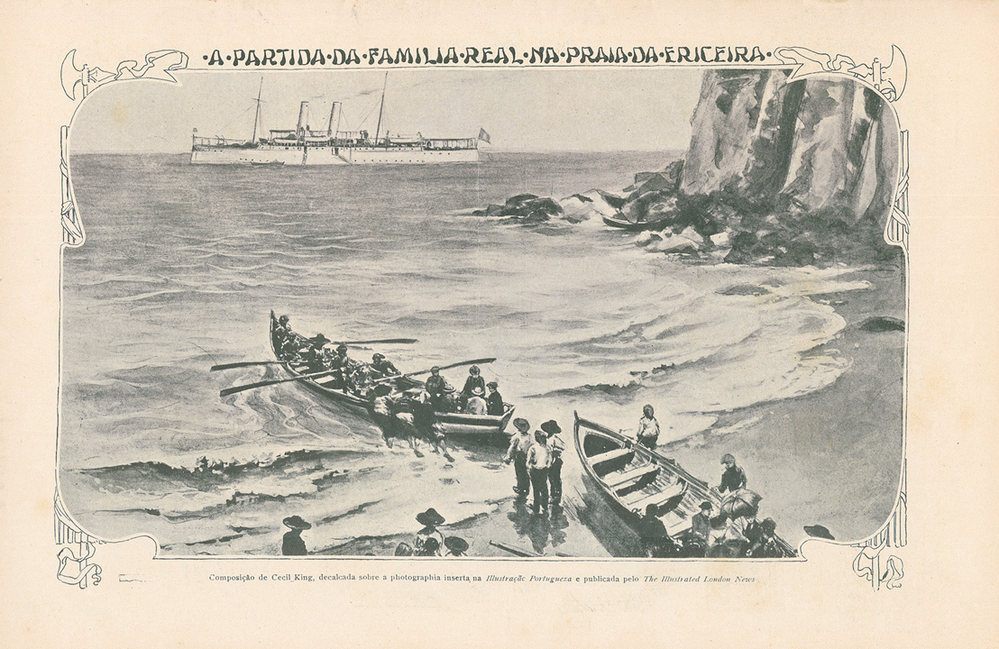 ·A·PARTIDA·DA·FAMILIA·REAL·NA·PRAIA·DA·ERICEIRA·
Composição de Cecil King, decalcada sobre a photographia inserta na Illustração Portugueza e publicada pelo The Illustrated London News